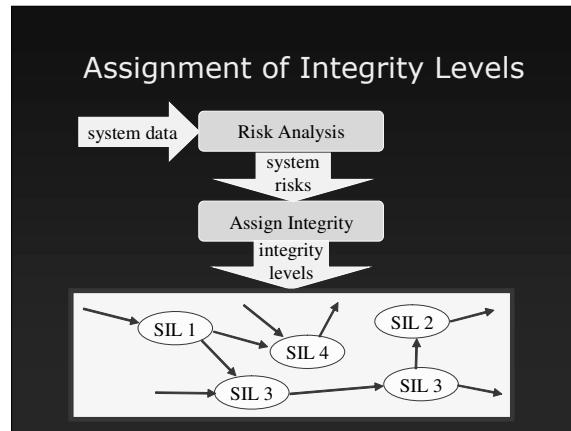 Assignment of Integrity Levels
system data
Risk Analysis
system
risks
Assign Integrity
integrity
levels
SIL 1
SIL 4
SIL 2
SIL 3
SIL 3